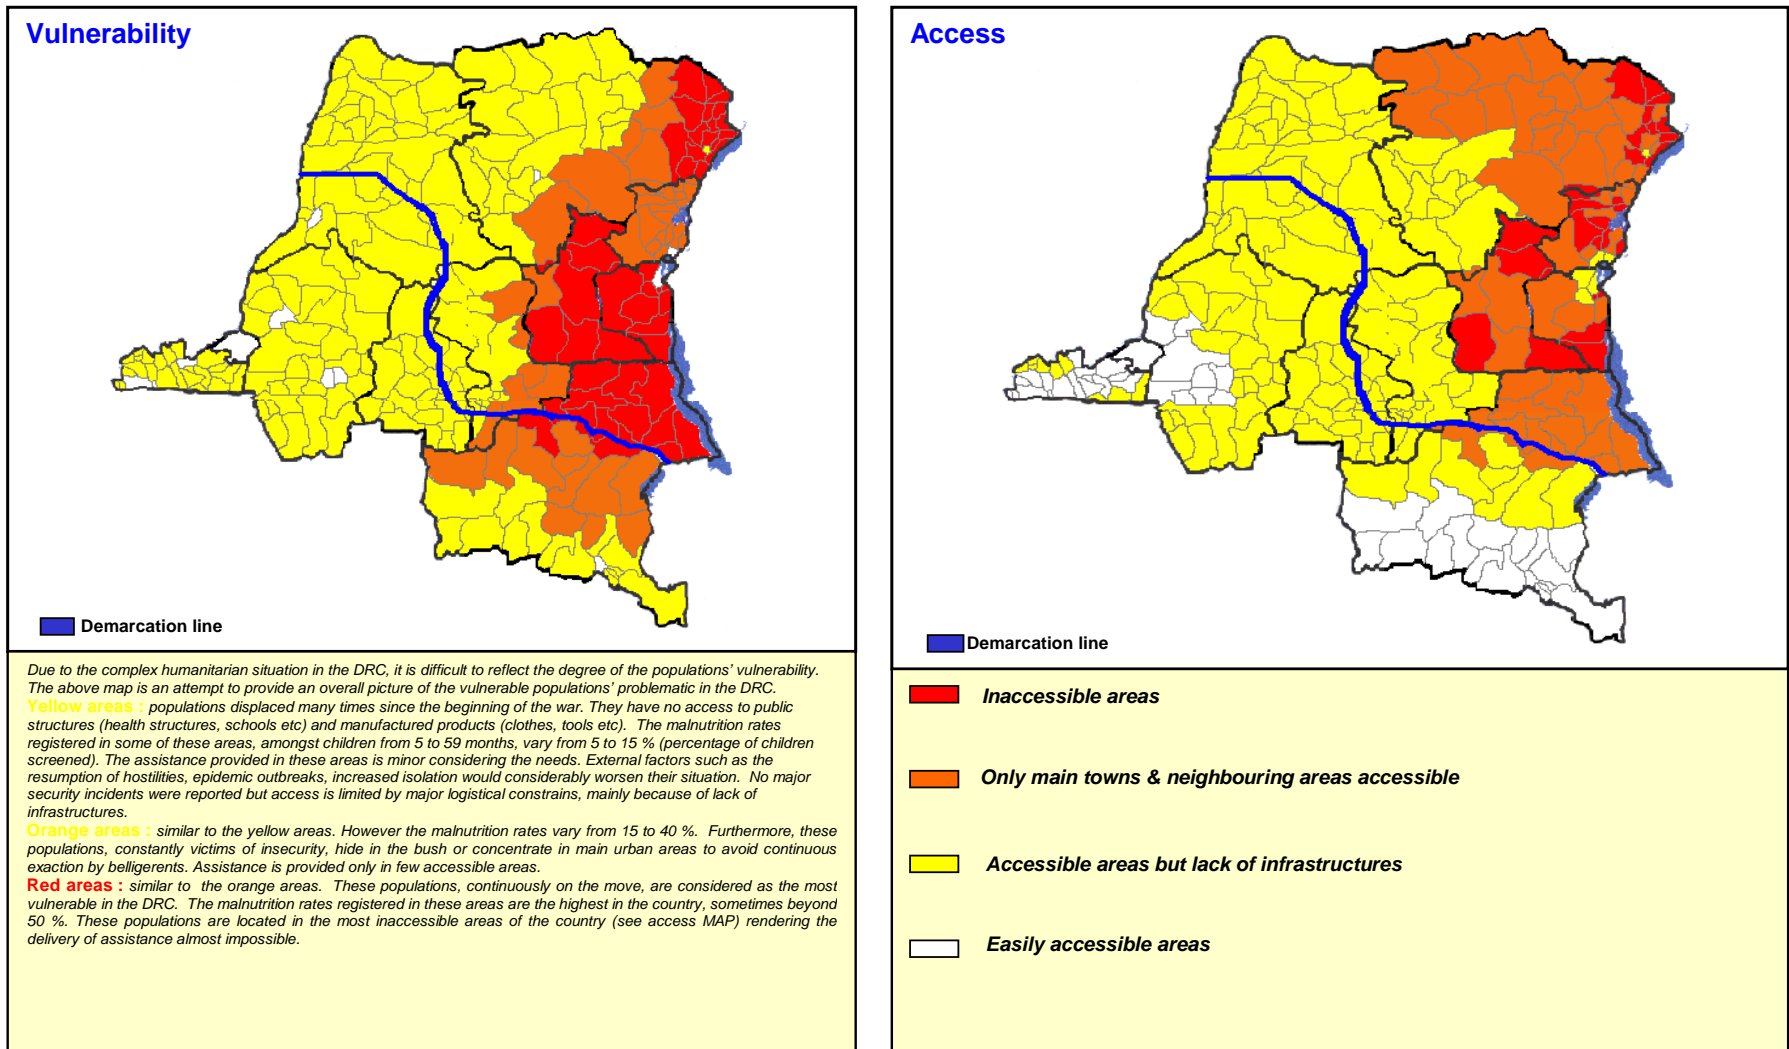 Vulnerability
Demarcation line
Due to the complex humanitarian situation in the DRC, it is difficult to reflect the degree of the populations' vulnerability.
The above map is an attempt to provide an overall picture of the vulnerable populations' problematic in the DRC.
Yellow areas : populations displaced many times since the beginning of the war. They have no access to public
structures (health structures, schools etc) and manufactured products (clothes, tools etc). The malnutrition rates
registered in some of these areas, amongst children from 5 to 59 months, vary from 5 to 15 % (percentage of children
screened). The assistance provided in these areas is minor considering the needs. External factors such as the
resumption of hostilities, epidemic outbreaks, increased isolation would considerably worsen their situation. No major
security incidents were reported but access is limited by major logistical constrains, mainly because of lack of
infrastructures.
Orange areas : similar to the yellow areas. However the malnutrition rates vary from 15 to 40 %. Furthermore, these
populations, constantly victims of insecurity, hide in the bush or concentrate in main urban areas to avoid continuous
exaction by belligerents. Assistance is provided only in few accessible areas.
Red areas : similar to the orange areas. These populations, continuously on the move, are considered as the most
vulnerable in the DRC. The malnutrition rates registered in these areas are the highest in the country, sometimes beyond
50 %. These populations are located in the most inaccessible areas of the country (see access MAP) rendering the
delivery of assistance almost impossible.
Access
Demarcation line
Inaccessible areas
Only main towns & neighbouring areas accessible
Accessible areas but lack of infrastructures
Easily accessible areas